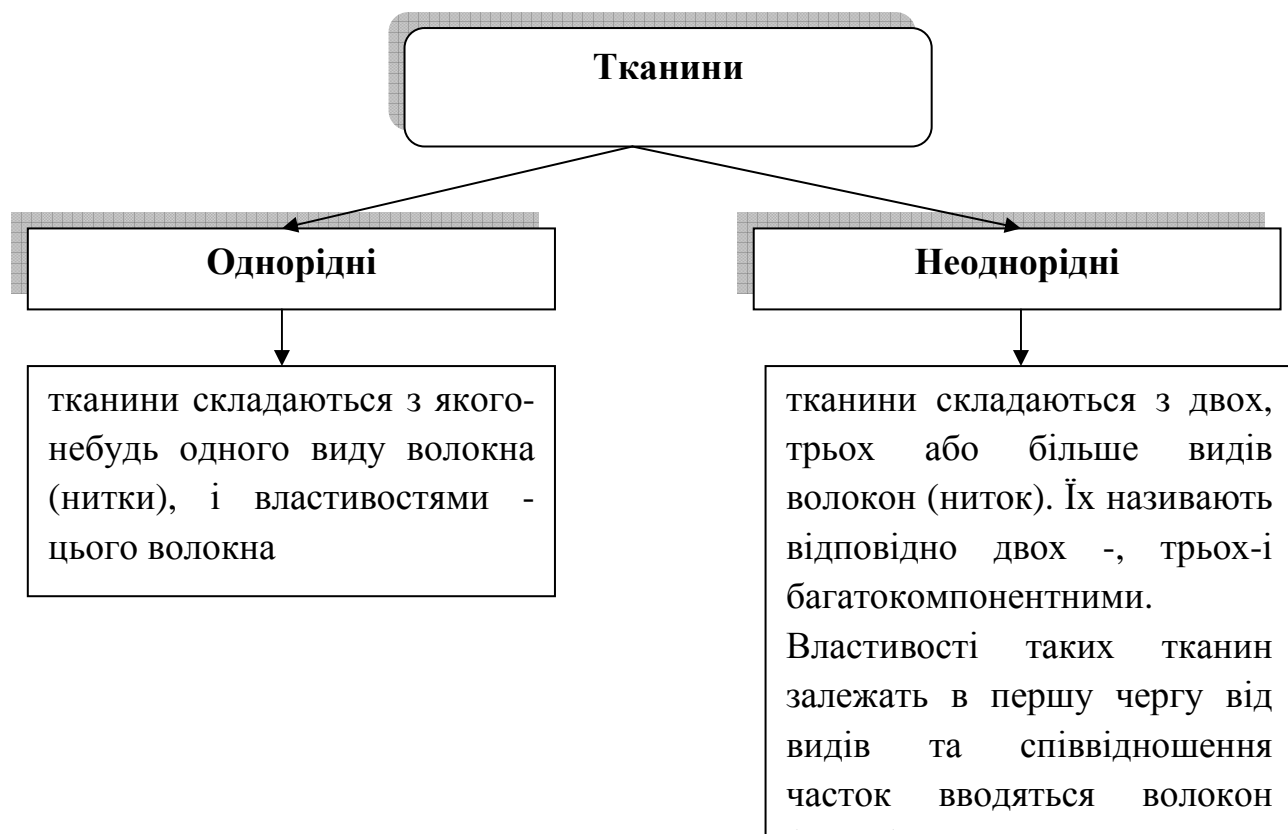 Тканини
Однорідні
Неоднорідні
тканини складаються з якого-
небудь одного виду волокна
(нитки), і властивостями -
цього волокна
тканини складаються з двох,
трьох або більше видів
волокон (ниток). Їх називають
відповідно двох -, трьох-і
багатокомпонентними.
Властивості таких тканин
залежать в першу чергу від
видів та співвідношення
часток вводяться волокон